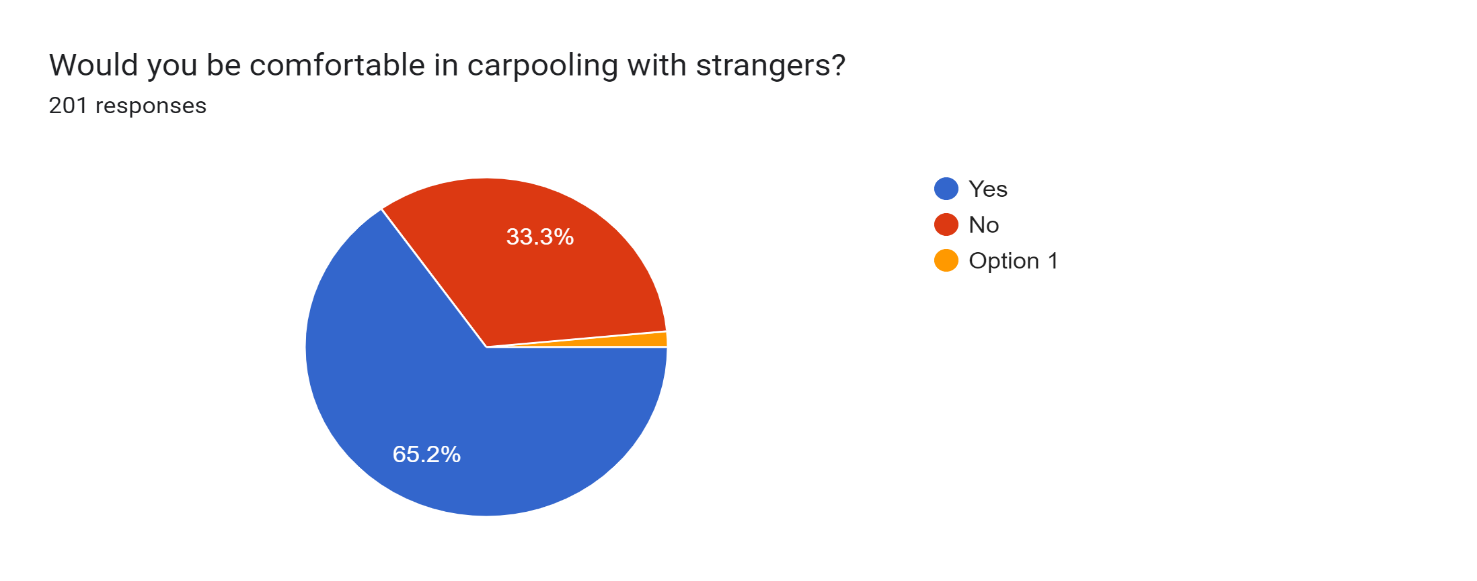 Would you be comfortable in carpooling with strangers?
201 responses
Yes
No
Option 1
33.3%
65.2%